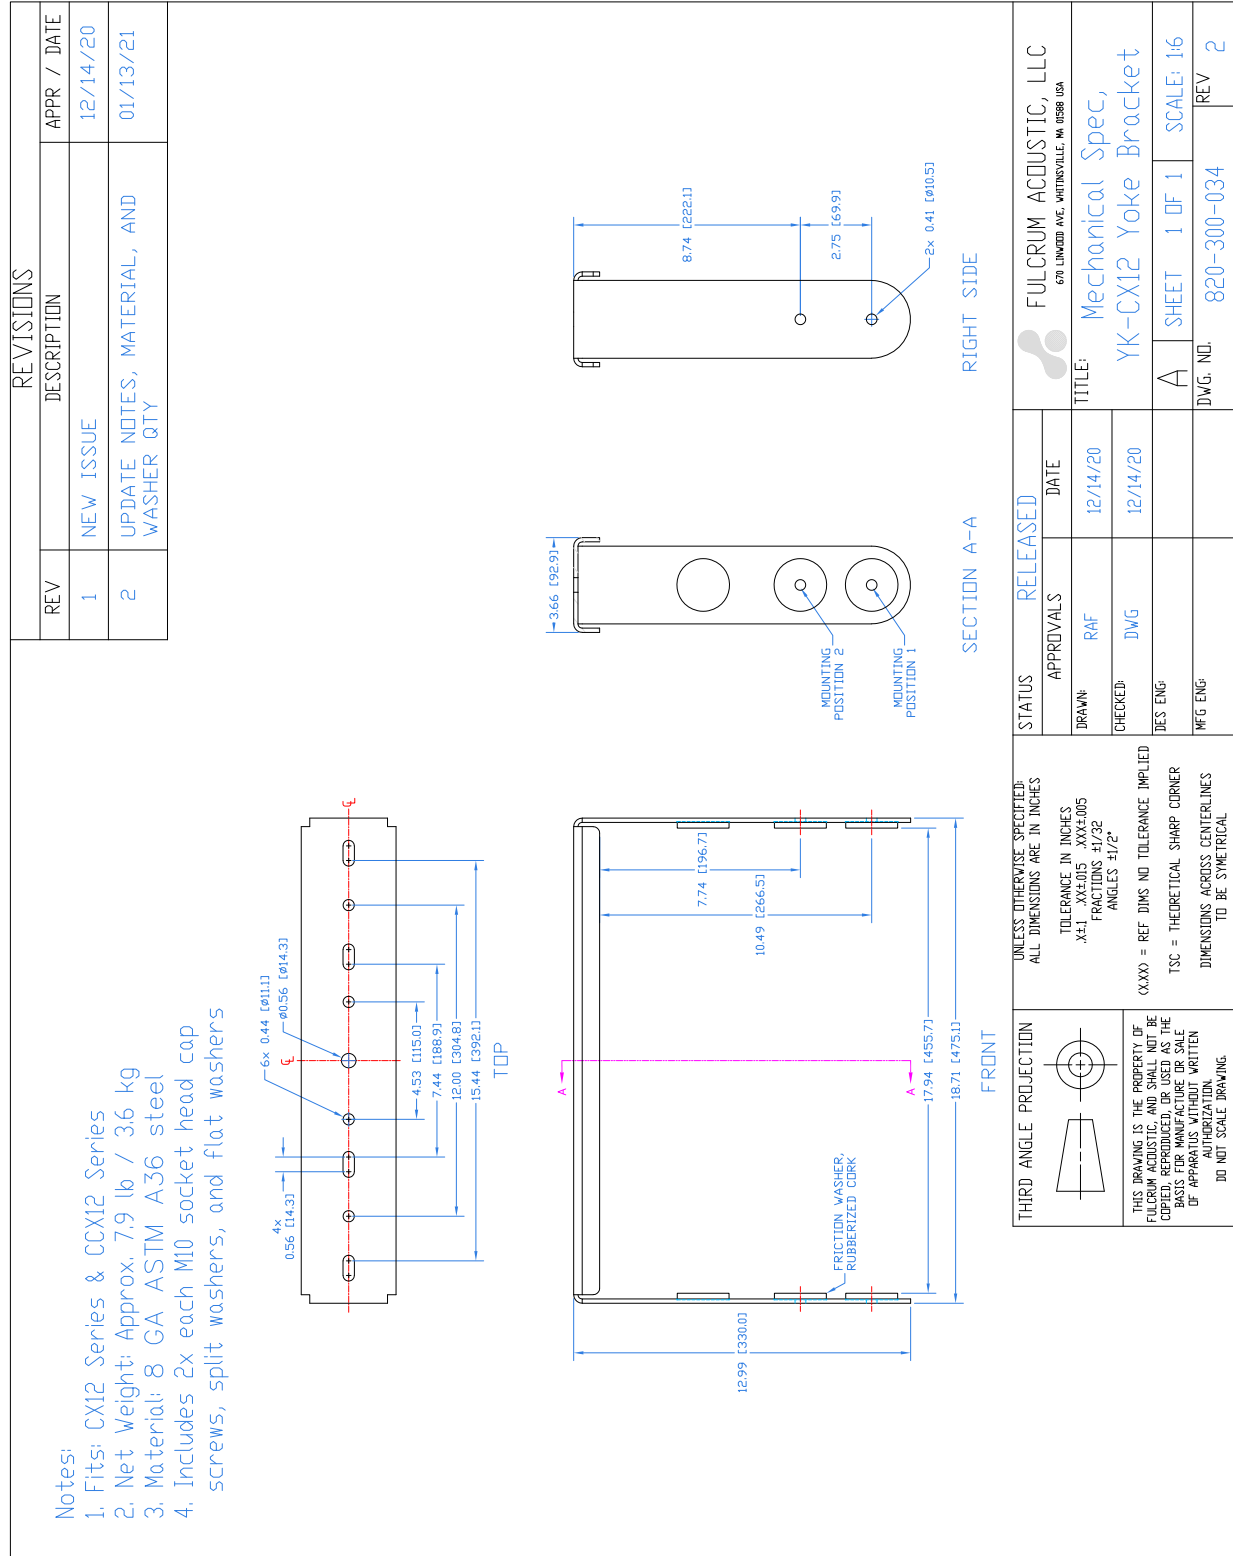 Notes:
1. Fits: CX12 Series & CCX12 Series
2. Net Weight: Approx. 7.9 lb / 3.6 kg
3. Material: 8 GA ASTM A36 steel
4. Includes 2x each M10 socket head cap
screws, split washers, and flat washers
REVISIONS
REV DESCRIPTION APPR / DATE
1 NEW ISSUE 12/14/20
2 UPDATE NOTES, MATERIAL, AND
WASHER QTY 01/13/21
4x
0.56 [14.3]
6x 0.44 [Ø11.1]
Ø0.56 [Ø14.3]
℄
℄
4.53 [115.0]
7.44 [188.9]
12.00 [304.8]
15.44 [392.1]
TOP
12.99 [330.0]
A
A
FRICTION WASHER,
RUBBERIZED CORK
7.74 [196.7]
10.49 [266.5]
17.94 [455.7]
18.71 [475.1]
FRONT
3.66 [92.9]
MOUNTING
POSITION 2
MOUNTING
POSITION 1
SECTION A-A
8.74 [222.1]
2.75 [69.9]
2x 0.41 [Ø10.5]
RIGHT SIDE
THIRD ANGLE PROJECTION
THIS DRAWING IS THE PROPERTY OF
FULCRUM ACOUSTIC, AND SHALL NOT BE
COPIED, REPRODUCED, OR USED AS THE
BASIS FOR MANUFACTURE OR SALE
OF APPARATUS WITHOUT WRITTEN
AUTHORIZATION.
DO NOT SCALE DRAWING.
UNLESS OTHERWISE SPECIFIED:
ALL DIMENSIONS ARE IN INCHES
TOLERANCE IN INCHES
.X±.1 .XX±.015 .XXX±.005
FRACTIONS ±1/32
ANGLES ±1/2°
(X.XX) = REF DIMS NO TOLERANCE IMPLIED
TSC = THEORETICAL SHARP CORNER
DIMENSIONS ACROSS CENTERLINES
TO BE SYMETRICAL
STATUS RELEASED
APPROVALS DATE
DRAWN: RAF 12/14/20
CHECKED: DWG 12/14/20
DES ENG:
MFG ENG:
FULCRUM ACOUSTIC, LLC
670 LINWOOD AVE, WHITINSVILLE, MA 01588 USA
TITLE: Mechanical Spec,
YK-CX12 Yoke Bracket
A SHEET 1 OF 1 SCALE: 1:6
DWG. NO. 820-300-034 REV 2